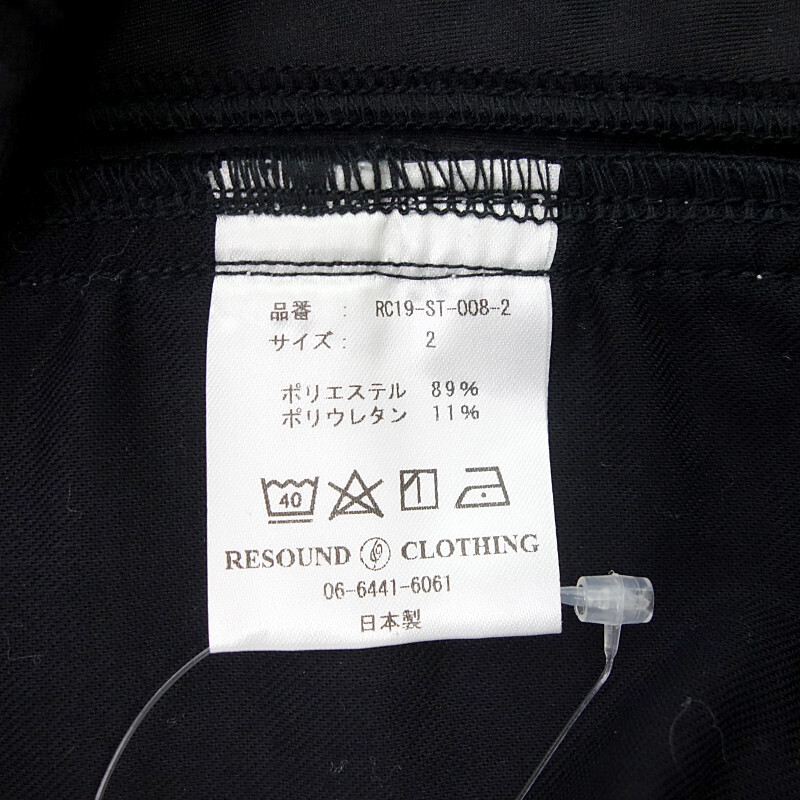 品番 : RC19-ST-008-2
サイズ: 2
ポリエステル 89%
ポリウレタン 11%
40
RESOUND CLOTHING
06-6441-6061
日本製